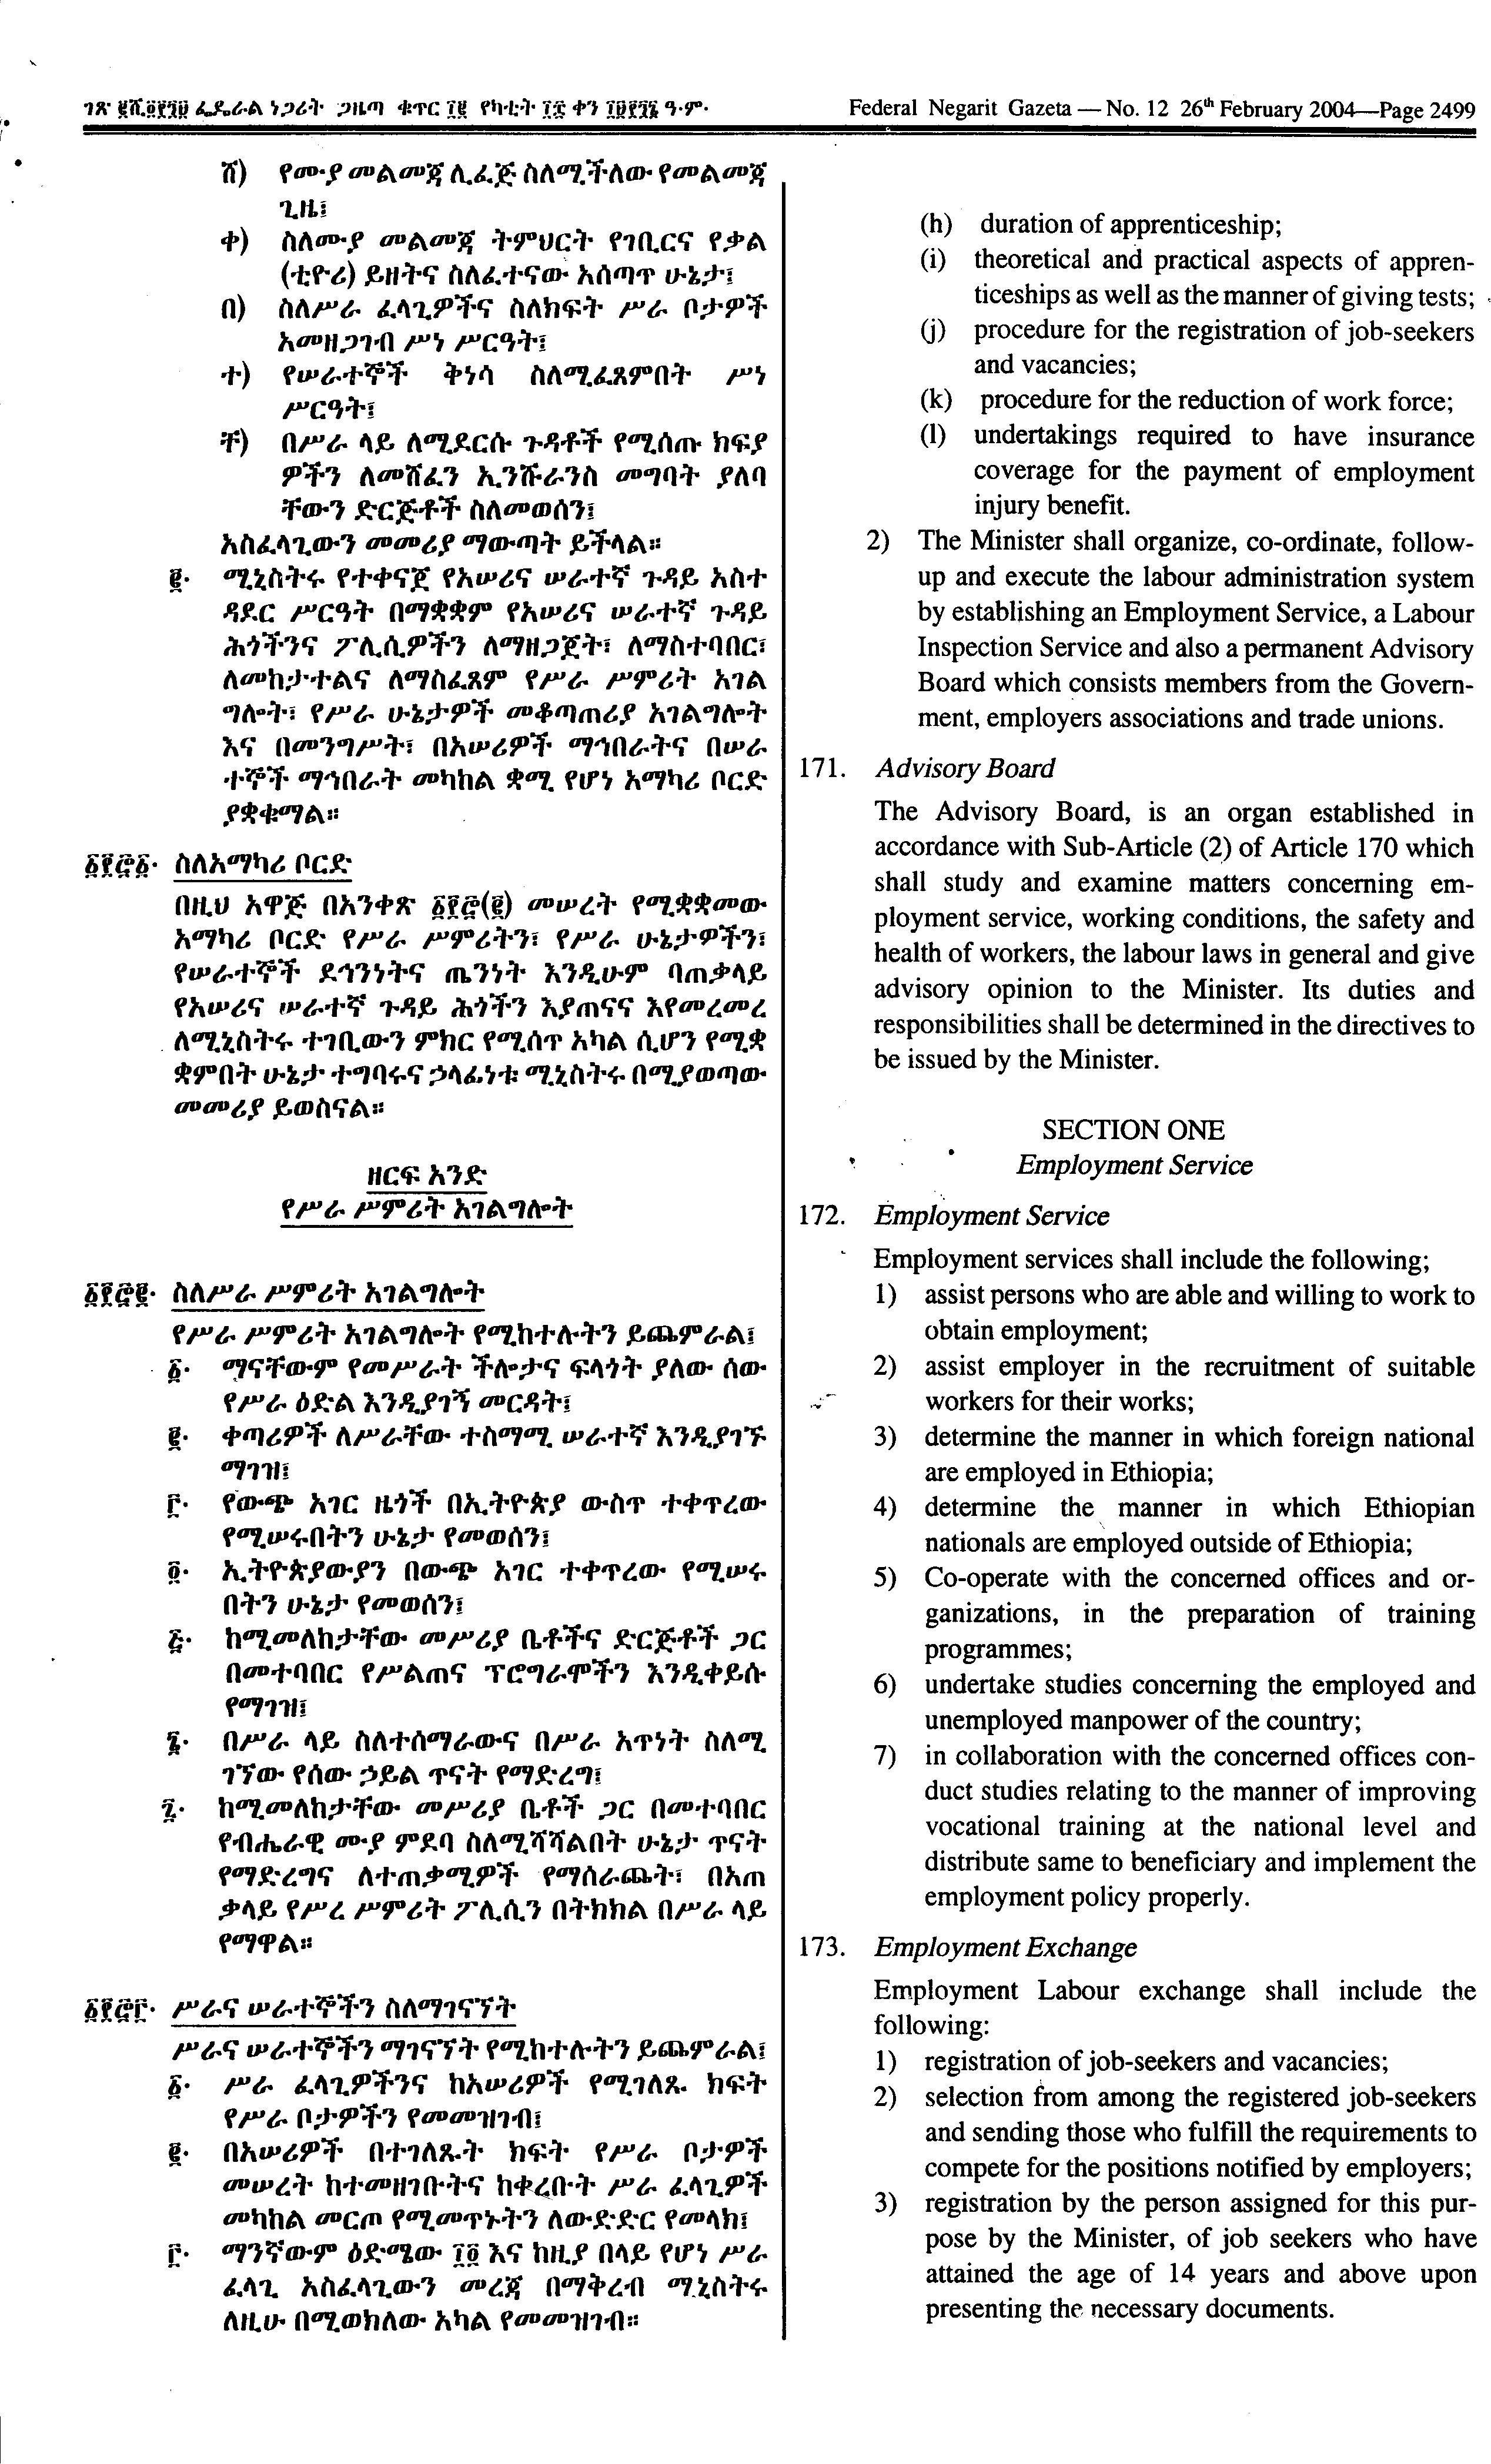 ገጽ ፪ሺ፬፻፺፱ ፌዴራል ነጋሪት ጋዜጣ ቁጥር ፲፪ የካቲት ፲፰ ቀን ፲፱፻፺፮ ዓ·ም·
Federal Negarit Gazeta — No. 12 26th February 2004—Page 2499
ሸ) የሙያ መልመጃ ሊፈጅ ስለሚችለው የመልመጃ
ጊዜ፤
ቀ) ስለሙያ መልመጃ ትምህርት የገቢርና የቃል
(ቲዮሪ) ይዘትና ስለፈተናው አሰጣጥ ሁኔታ፤
በ) ስለሥራ ፈላጊዎችና ስለክፍት ሥራ ቦታዎች
አመዘጋገብ ሥነ ሥርዓት፤
ተ) የሠራተኞች ቅነሳ ስለሚፈጸምበት ሥነ
ሥርዓት፤
ቸ) በሥራ ላይ ለሚደርሱ ጉዳቶች የሚሰጡ ክፍያ
ዎችን ለመሸፈን ኢንሹራንስ መግባት ያለባ
ቸውን ድርጅቶች ስለመወሰን፤
አስፈላጊውን መመሪያ ማውጣት ይችላል።
፪· ሚኒስትሩ የተቀናጀ የአሠሪና ሠራተኛ ጉዳይ አስተ
ዳደር ሥርዓት በማቋቋም የአሠሪና ሠራተኛ ጉዳይ
ሕጎችንና ፖሊሲዎችን ለማዘጋጀት፣ ለማስተባበር፣
ለመከታተልና ለማስፈጸም የሥራ ሥምሪት አገል
ግሎት፣ የሥራ ሁኔታዎች መቆጣጠሪያ አገልግሎት
እና በመንግሥት፣ በአሠሪዎች ማኅበራትና በሠራ
ተኞች ማኅበራት መካከል ቋሚ የሆነ አማካሪ ቦርድ
ያቋቁማል።
፩፻፸፩· ስለአማካሪ ቦርድ
በዚህ አዋጅ በአንቀጽ ፩፻፸(፪) መሠረት የሚቋቋመው
አማካሪ ቦርድ የሥራ ሥምሪትን፣ የሥራ ሁኔታዎችን፣
የሠራተኞች ደኅንነትና ጤንነት እንዲሁም ባጠቃላይ
የአሠሪና ሠራተኛ ጉዳይ ሕጎችን እያጠናና እየመረመረ
ለሚኒስትሩ ተገቢውን ምክር የሚሰጥ አካል ሲሆን የሚቋ
ቋምበት ሁኔታ ተግባሩና ኃላፊነቱ ሚኒስትሩ በሚያወጣው
መመሪያ ይወስናል።
ዘርፍ አንድ
የሥራ ሥምሪት አገልግሎት
፩፻፸፪· ስለሥራ ሥምሪት አገልግሎት
የሥራ ሥምሪት አገልግሎት የሚከተሉትን ይጨምራል፤
፩· ማናቸውም የመሥራት ችሎታና ፍላጎት ያለው ሰው
የሥራ ዕድል እንዲያገኝ መርዳት፤
፪· ቀጣሪዎች ለሥራቸው ተስማሚ ሠራተኛ እንዲያገኙ
ማገዝ፤
፫· የውጭ አገር ዜጎች በኢትዮጵያ ውስጥ ተቀጥረው
የሚሠሩበትን ሁኔታ የመወሰን፤
፬· ኢትዮጵያውያን በውጭ አገር ተቀጥረው የሚሠሩ
በትን ሁኔታ የመወሰን፤
፭· ከሚመለከታቸው መሥሪያ ቤቶችና ድርጅቶች ጋር
በመተባበር የሥልጠና ፕሮግራሞችን እንዲቀይሱ
የማገዝ፤
፮· በሥራ ላይ ስለተሰማራውና በሥራ አጥነት ስለሚ
ገኘው የሰው ኃይል ጥናት የማድረግ፤
፯· ከሚመለከታቸው መሥሪያ ቤቶች ጋር በመተባበር
የብሔራዊ ሙያ ምደባ ስለሚሻሻልበት ሁኔታ ጥናት
የማድረግና ለተጠቃሚዎች የማሰራጨት፣ በአጠ
ቃላይ የሥረ ሥምሪት ፖሊሲን በትክክል በሥራ ላይ
የማዋል።
፩፻፸፫· ሥራና ሠራተኞችን ስለማገናኘት
ሥራና ሠራተኞችን ማገናኘት የሚከተሉትን ይጨምራል፤
፩· ሥራ ፈላጊዎችንና ከአሠሪዎች የሚገለጹ ክፍት
የሥራ ቦታዎችን የመመዝገብ፤
፪· በአሠሪዎች በተገለጹት ክፍት የሥራ ቦታዎች
መሠረት ከተመዘገቡትና ከቀረቡት ሥራ ፈላጊዎች
መካከል መርጦ የሚመጥኑትን ለውድድር የመላክ፤
፫· ማንኛውም ዕድሜው ፲፬ እና ከዚያ በላይ የሆነ ሥራ
ፈላጊ አስፈላጊውን መረጃ በማቅረብ ሚኒስትሩ
ለዚሁ በሚወክለው አካል የመመዝገብ።
(h) duration of apprenticeship;
(i) theoretical and practical aspects of appren-
ticeships as well as the manner of giving tests;
(j) procedure for the registration of job-seekers
and vacancies;
(k) procedure for the reduction of work force;
(l) undertakings required to have insurance
coverage for the payment of employment
injury benefit.
2) The Minister shall organize, co-ordinate, follow-
up and execute the labour administration system
by establishing an Employment Service, a Labour
Inspection Service and also a permanent Advisory
Board which consists members from the Govern-
ment, employers associations and trade unions.
171. Advisory Board
The Advisory Board, is an organ established in
accordance with Sub-Article (2) of Article 170 which
shall study and examine matters concerning em-
ployment service, working conditions, the safety and
health of workers, the labour laws in general and give
advisory opinion to the Minister. Its duties and
responsibilities shall be determined in the directives to
be issued by the Minister.
SECTION ONE
Employment Service
172. Employment Service
Employment services shall include the following;
1) assist persons who are able and willing to work to
obtain employment;
2) assist employer in the recruitment of suitable
workers for their works;
3) determine the manner in which foreign national
are employed in Ethiopia;
4) determine the manner in which Ethiopian
nationals are employed outside of Ethiopia;
5) Co-operate with the concerned offices and or-
ganizations, in the preparation of training
programmes;
6) undertake studies concerning the employed and
unemployed manpower of the country;
7) in collaboration with the concerned offices con-
duct studies relating to the manner of improving
vocational training at the national level and
distribute same to beneficiary and implement the
employment policy properly.
173. Employment Exchange
Employment Labour exchange shall include the
following:
1) registration of job-seekers and vacancies;
2) selection from among the registered job-seekers
and sending those who fulfill the requirements to
compete for the positions notified by employers;
3) registration by the person assigned for this pur-
pose by the Minister, of job seekers who have
attained the age of 14 years and above upon
presenting the necessary documents.